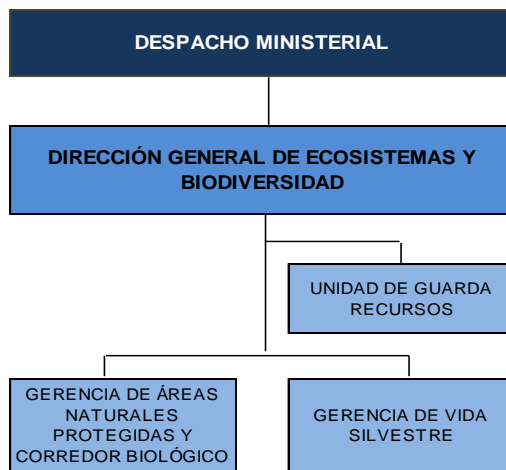 DESPACHO MINISTERIAL
DIRECCIÓN GENERAL DE ECOSISTEMAS Y
BIODIVERSIDAD
UNIDAD DE GUARDA
RECURSOS
GERENCIA DE ÁREAS
NATURALES
PROTEGIDAS Y
CORREDOR BIOLÓGICO
GERENCIA DE VIDA
SILVESTRE